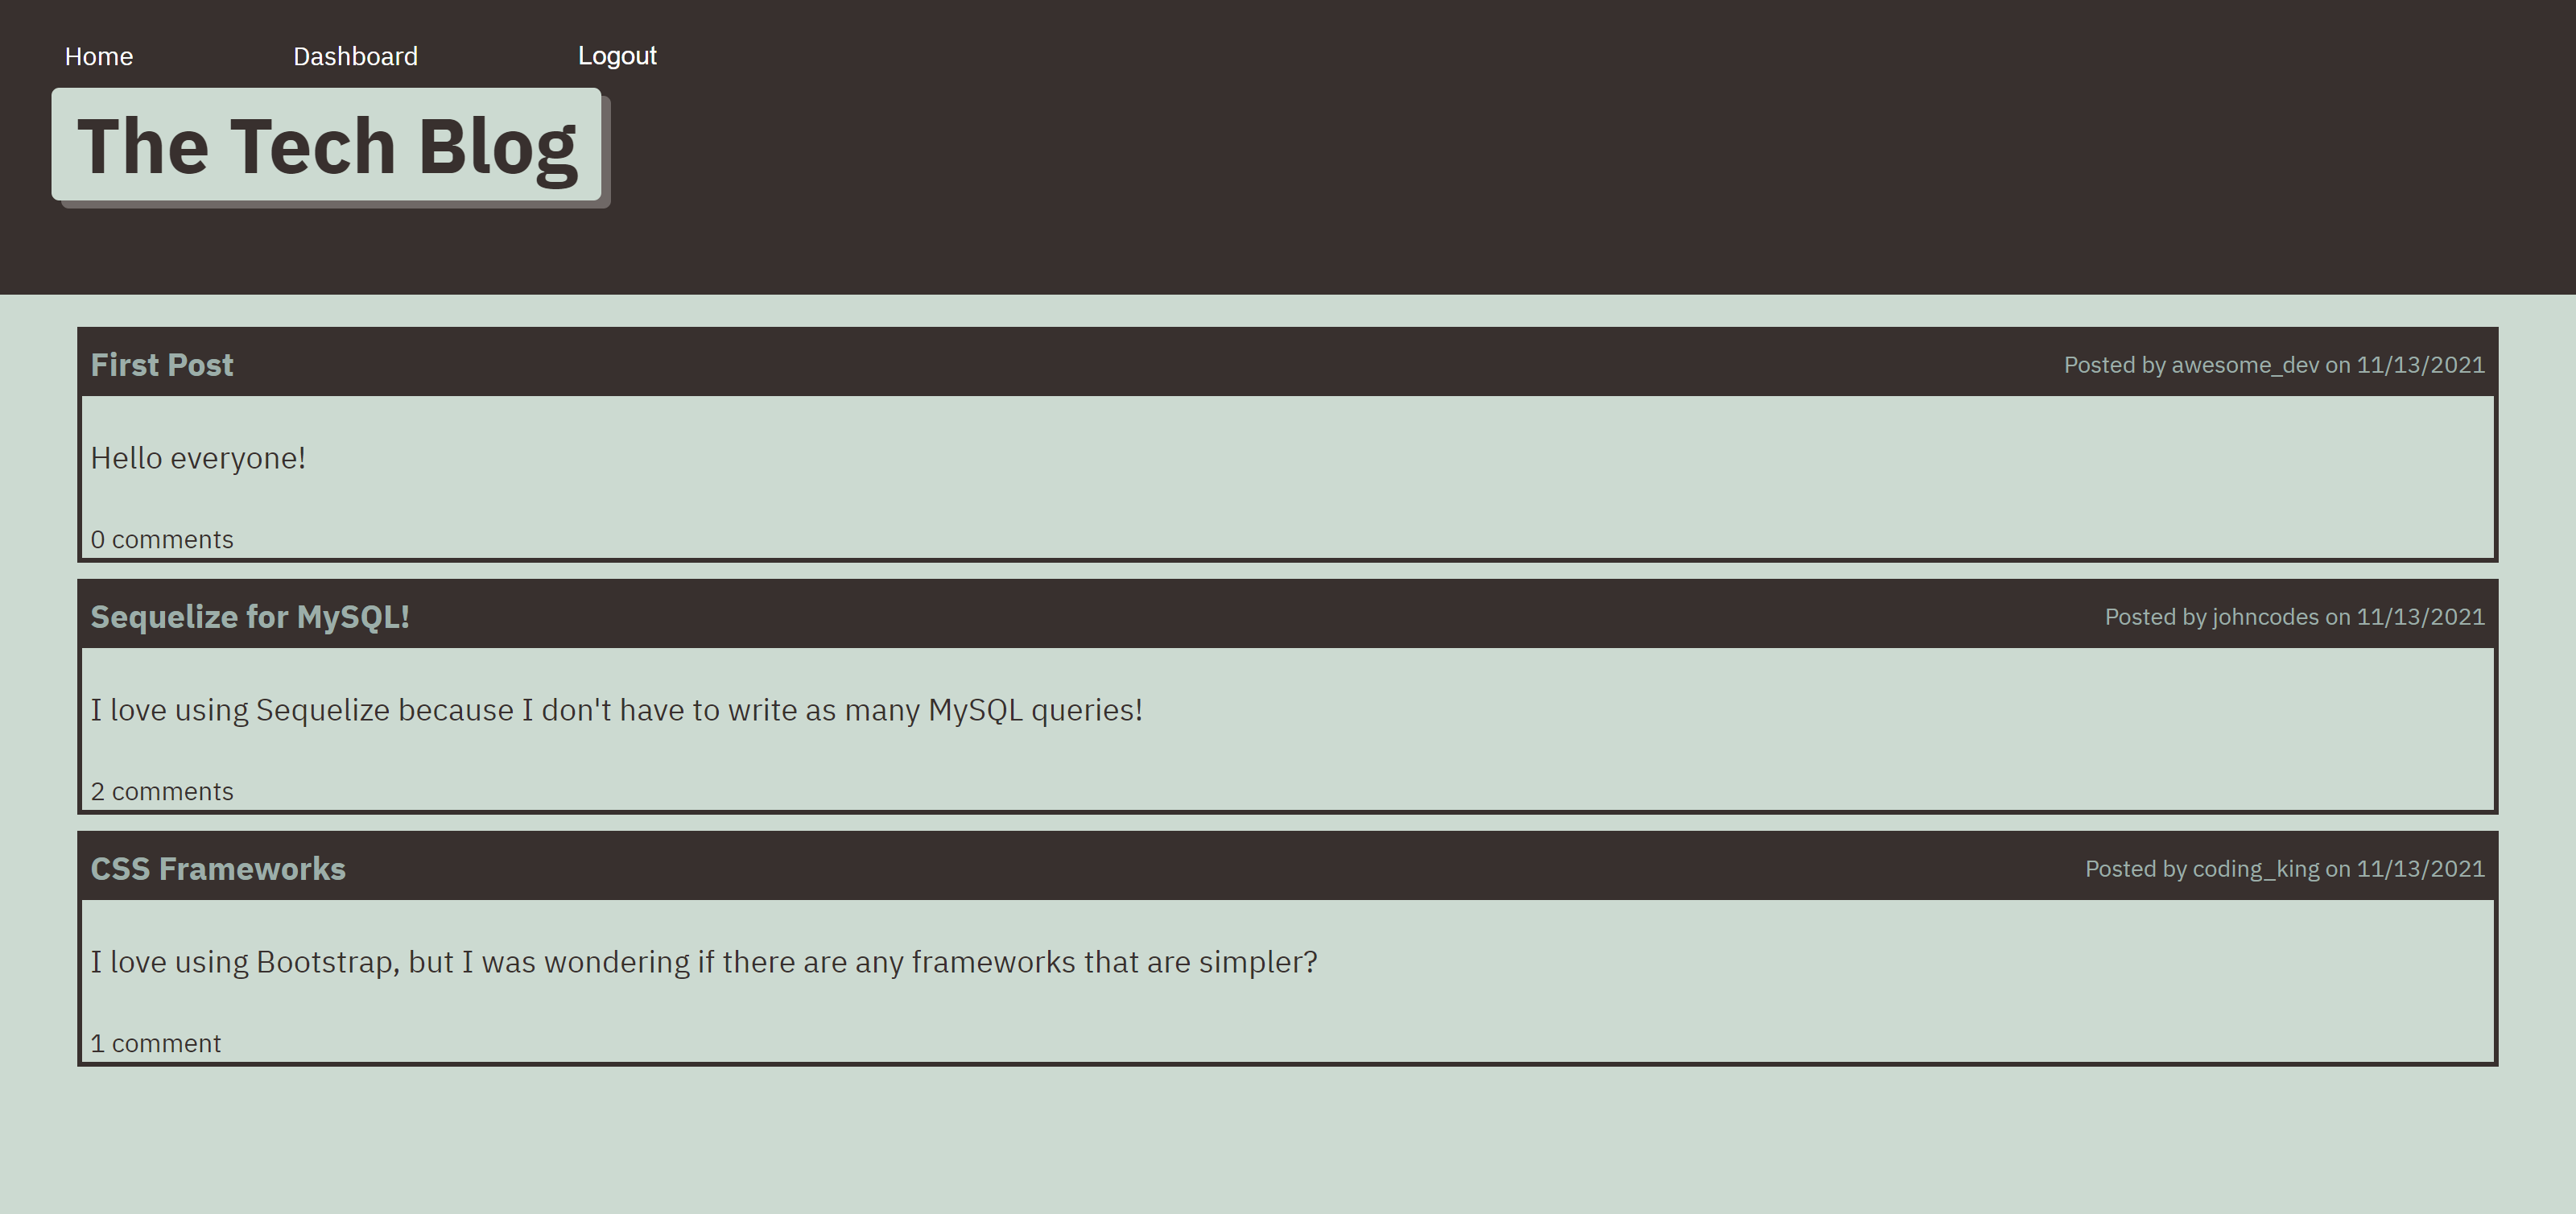 Home Dashboard Logout
The Tech Blog
First Post Posted by awesome_dev on 11/13/2021
Hello everyone!
0 comments
Sequelize for MySQL! Posted by johncodes on 11/13/2021
I love using Sequelize because I don't have to write as many MySQL queries!
2 comments
CSS Frameworks Posted by coding_king on 11/13/2021
I love using Bootstrap, but I was wondering if there are any frameworks that are simpler?
1 comment